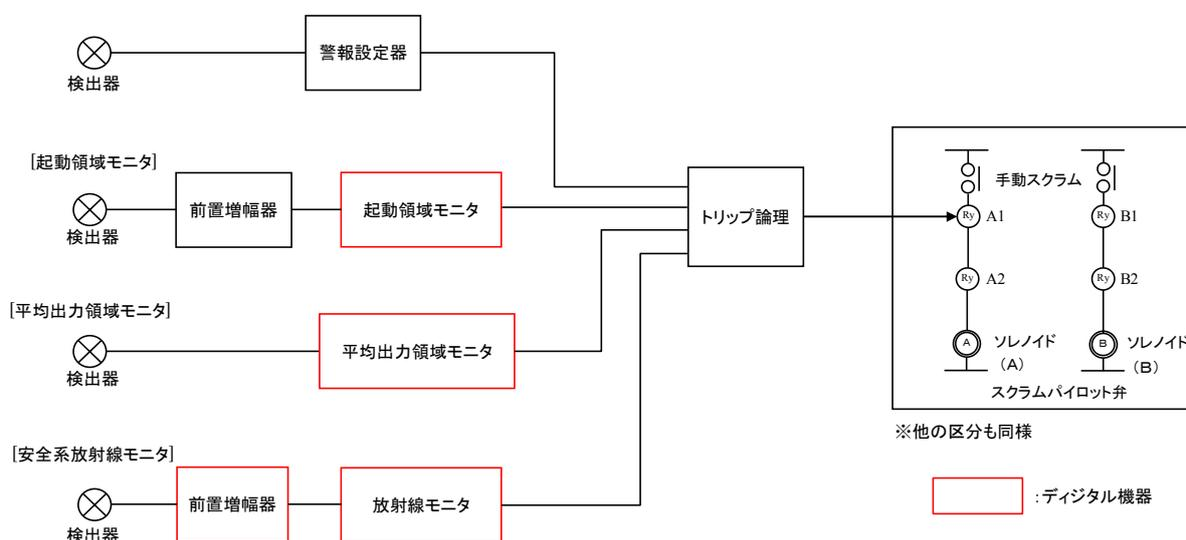 検出器
警報設定器
[起動領域モニタ]
検出器
前置増幅器
起動領域モニタ
[平均出力領域モニタ]
検出器
平均出力領域モニタ
[安全系放射線モニタ]
検出器
前置増幅器
放射線モニタ
トリップ論理
手動スクラム
Ry A1
Ry B1
Ry A2
Ry B2
A ソレノイド
(A)
B ソレノイド
(B)
スクラムパイロット弁
※他の区分も同様
:ディジタル機器